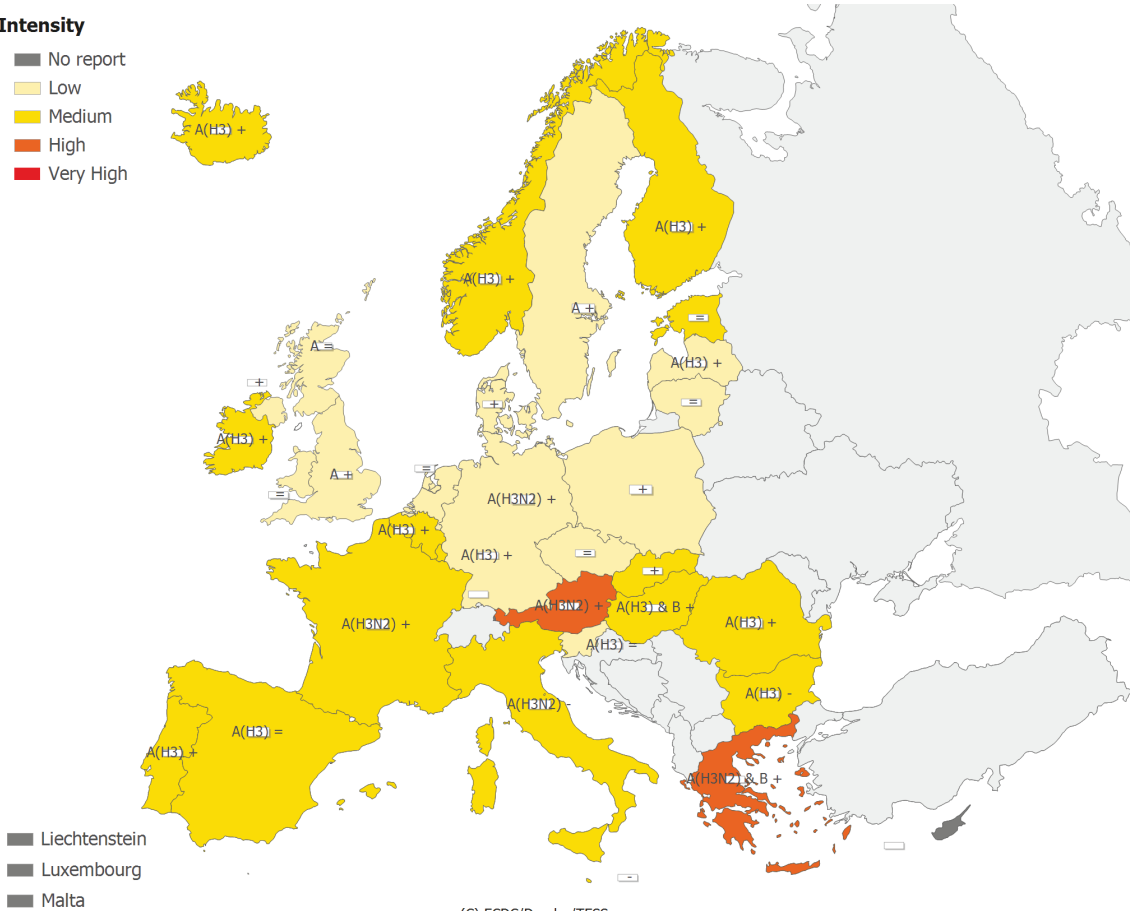 Intensity
No report
Low
Medium
High
Very High
A(H3) +
A(H3) +
A(H3) +
A +
=
A =
A(H3) +
+
+
=
A(H3) +
=
A +
+
=
A(H3N2) +
A(H3) +
=
A(H3) +
+
A(H3N2) +
A(H3) & B +
A(H3N2) +
A(H3) +
A(H3) =
A(H3) -
A(H3N2) -
A(H3) =
A(H3) +
A(H3N2) & B +
-
Liechtenstein
Luxembourg
Malta